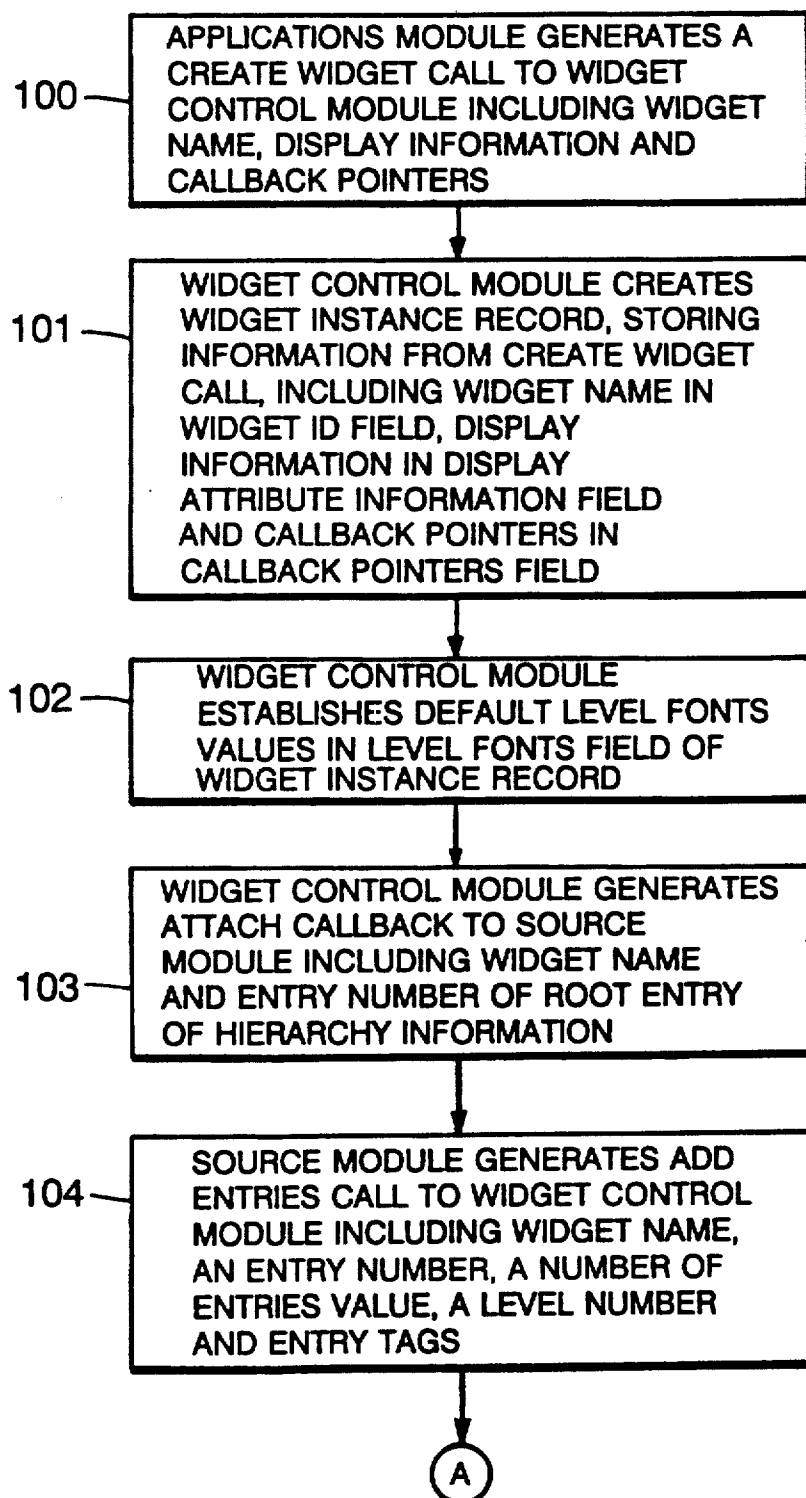 100
APPLICATIONS MODULE GENERATES A
CREATE WIDGET CALL TO WIDGET
CONTROL MODULE INCLUDING WIDGET
NAME, DISPLAY INFORMATION AND
CALLBACK POINTERS
101
WIDGET CONTROL MODULE CREATES
WIDGET INSTANCE RECORD, STORING
INFORMATION FROM CREATE WIDGET
CALL, INCLUDING WIDGET NAME IN
WIDGET ID FIELD, DISPLAY
INFORMATION IN DISPLAY
ATTRIBUTE INFORMATION FIELD
AND CALLBACK POINTERS IN
CALLBACK POINTERS FIELD
102
WIDGET CONTROL MODULE
ESTABLISHES DEFAULT LEVEL FONTS
VALUES IN LEVEL FONTS FIELD OF
WIDGET INSTANCE RECORD
103
WIDGET CONTROL MODULE GENERATES
ATTACH CALLBACK TO SOURCE
MODULE INCLUDING WIDGET NAME
AND ENTRY NUMBER OF ROOT ENTRY
OF HIERARCHY INFORMATION
104
SOURCE MODULE GENERATES ADD
ENTRIES CALL TO WIDGET CONTROL
MODULE INCLUDING WIDGET NAME,
AN ENTRY NUMBER, A NUMBER OF
ENTRIES VALUE, A LEVEL NUMBER
AND ENTRY TAGS
A